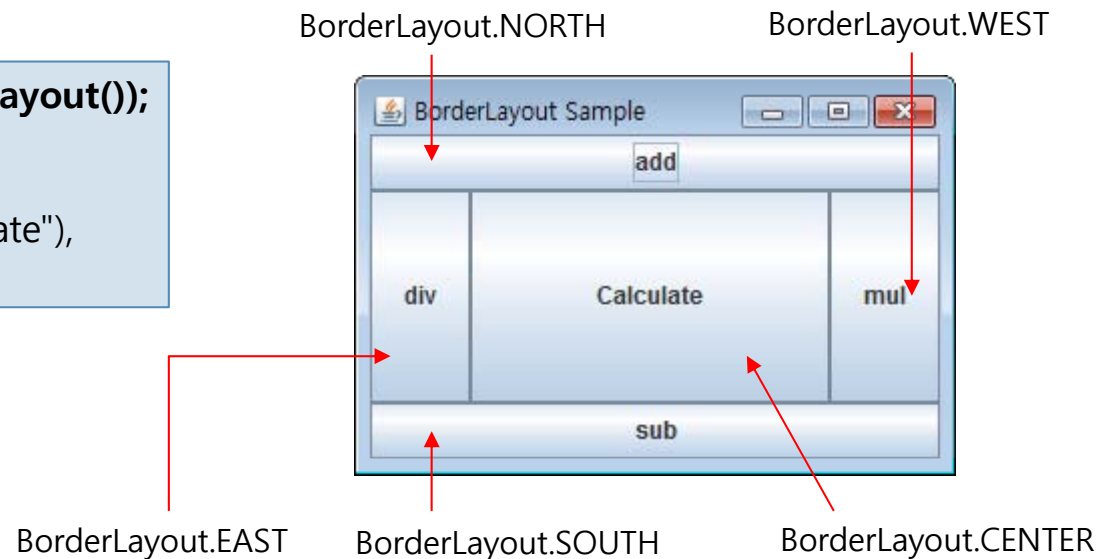 BorderLayout.NORTH
BorderLayout.WEST
ayout());
ate"),
BorderLayout Sample
add
div
Calculate
mul
sub
BorderLayout.EAST
BorderLayout.SOUTH
BorderLayout.CENTER